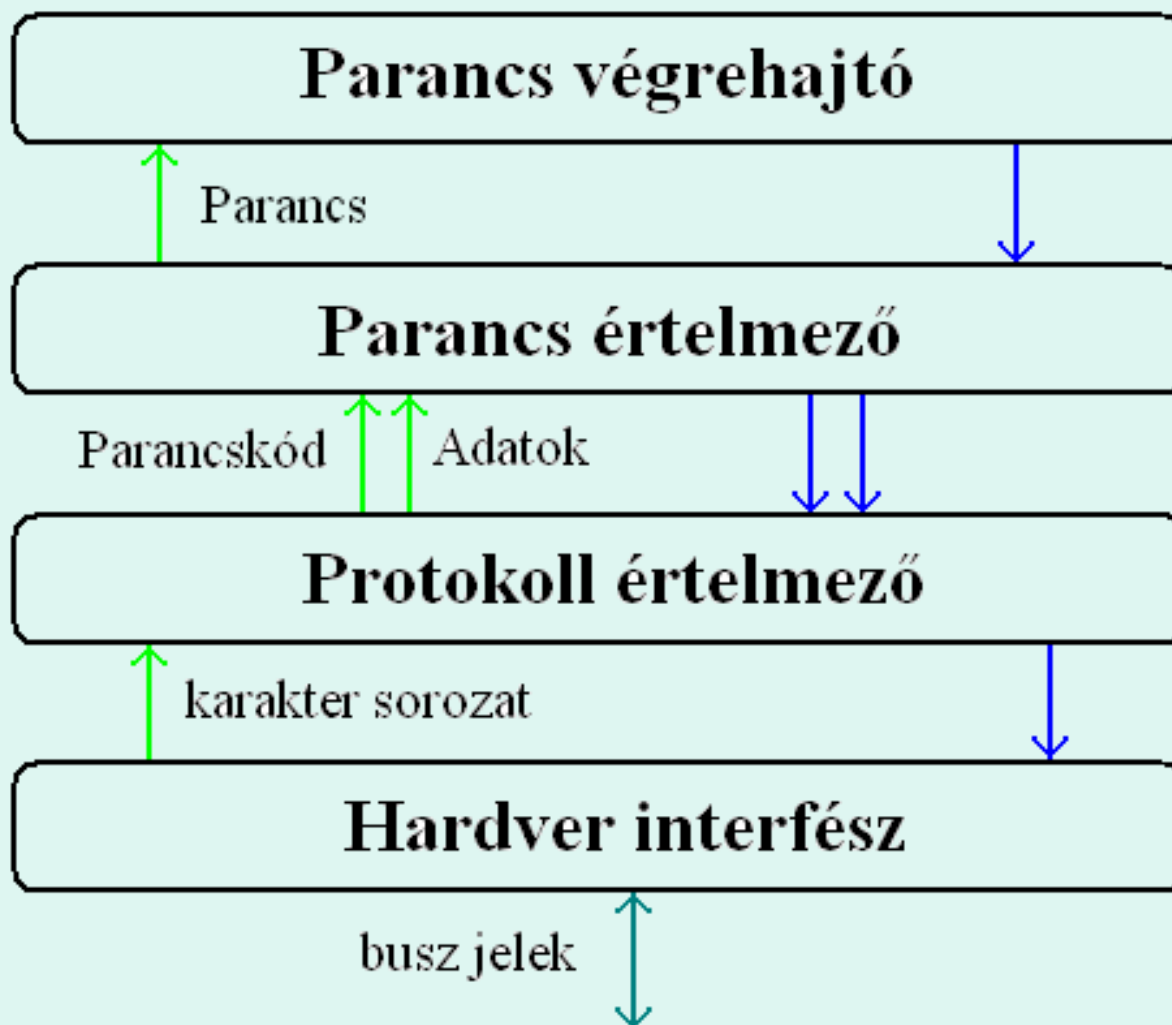 Parancs végrehajtó
Parancs
Parancs értelmező
Parancskód Adatok
Protokoll értelmező
karakter sorozat
Hardver interfész
busz jelek